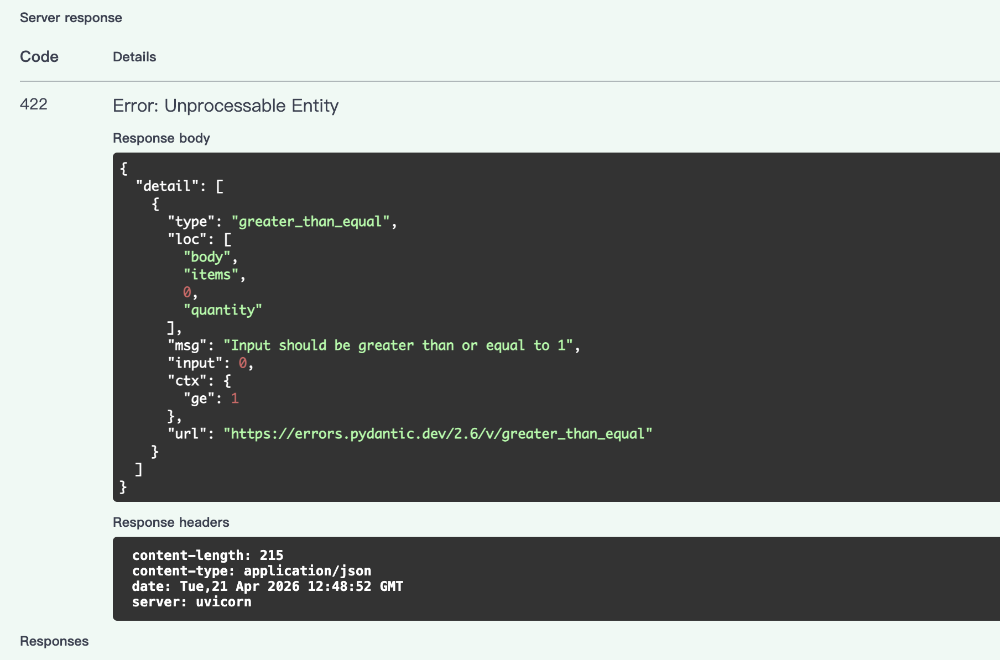 Server response
Code Details
422 Error: Unprocessable Entity
Response body
{
  "detail": [
    {
      "type": "greater_than_equal",
      "loc": [
        "body",
        "items",
        0,
        "quantity"
      ],
      "msg": "Input should be greater than or equal to 1",
      "input": 0,
      "ctx": {
        "ge": 1
      },
      "url": "https://errors.pydantic.dev/2.6/v/greater_than_equal"
    }
  ]
}
Response headers
content-length: 215
content-type: application/json
date: Tue,21 Apr 2026 12:48:52 GMT
server: uvicorn
Responses